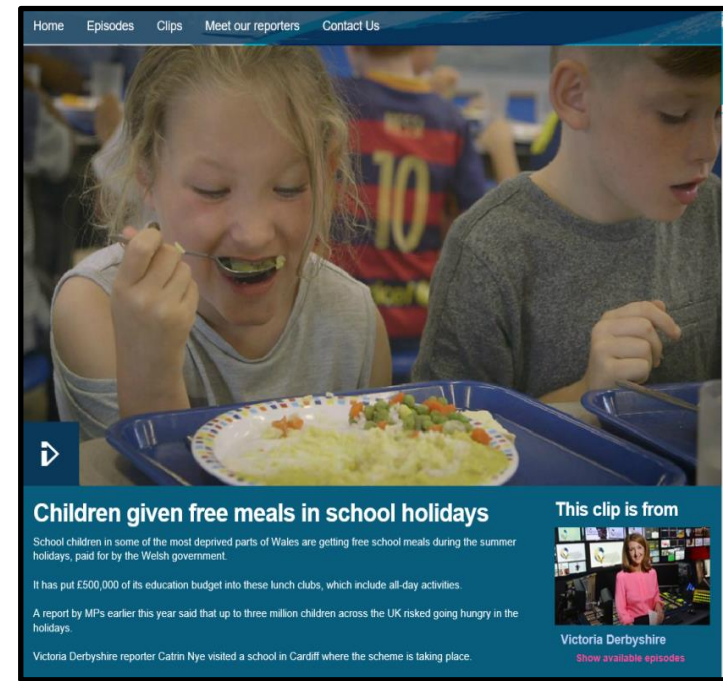 Home Episodes Clips Meet our reporters Contact Us
10
Children given free meals in school holidays
School children in some of the most deprived parts of Wales are getting free school meals during the summer
holidays, paid for by the Welsh government.
It has put £500,000 of its education budget into these lunch clubs, which include all-day activities.
A report by MPs earlier this year said that up to three million children across the UK risked going hungry in the
holidays.
Victoria Derbyshire reporter Catrin Nye visited a school in Cardiff where the scheme is taking place.
This clip is from
Victoria Derbyshire
Show available episodes